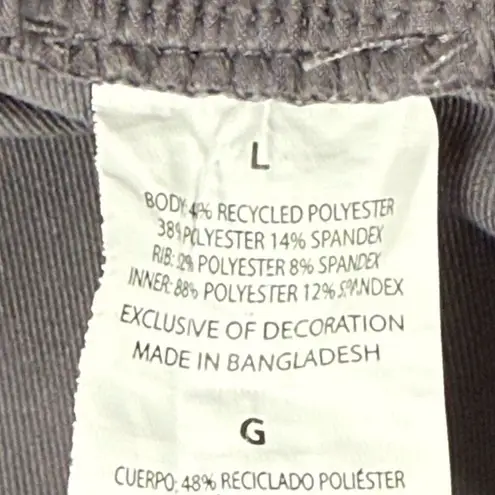 L
BODY RECYCLED POLYESTER
38% POLYESTER 14% SPANDEX
RIB: POLYESTER 8% SPANDEX
INNER: 88% POLYESTER 12% SPANDEX
EXCLUSIVE OF DECORATION
MADE IN BANGLADESH
G
CUERPO: 48% RECICLADO POLIÉSTER